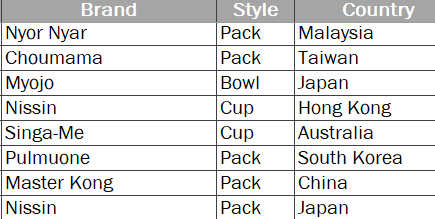 Brand Style Country
Nyor Nyar Pack Malaysia
Choumama Pack Taiwan
Myojo Bowl Japan
Nissin Cup Hong Kong
Singa-Me Cup Australia
Pulmuone Pack South Korea
Master Kong Pack China
Nissin Pack Japan